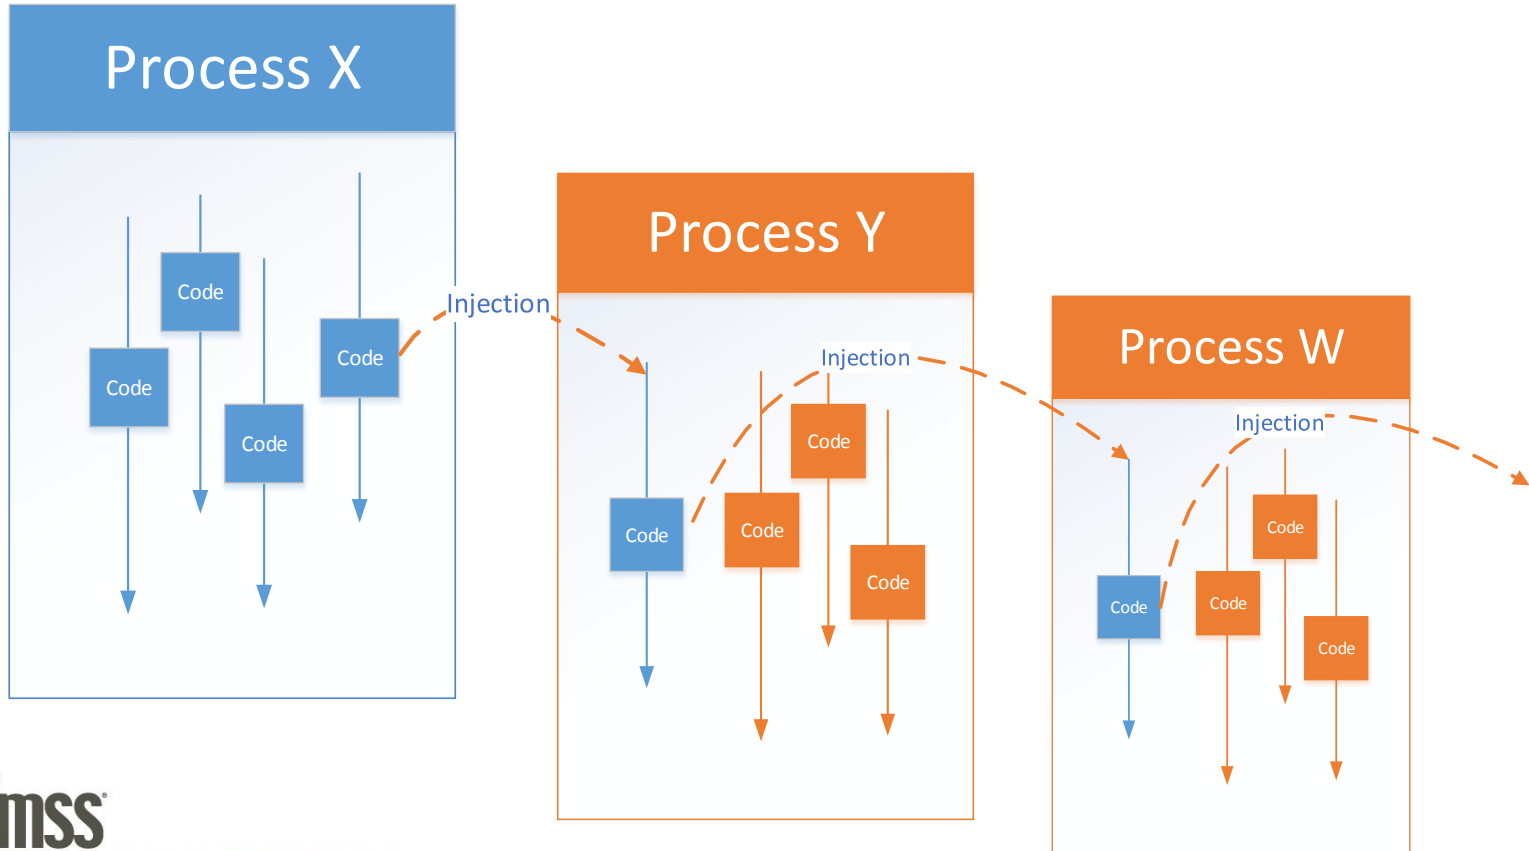 Process X
Code
Code
Code
Code
Injection
Process Y
Injection
Code
Code
Code
Code
Process W
Injection
Code
Code
Code
Code
mss®